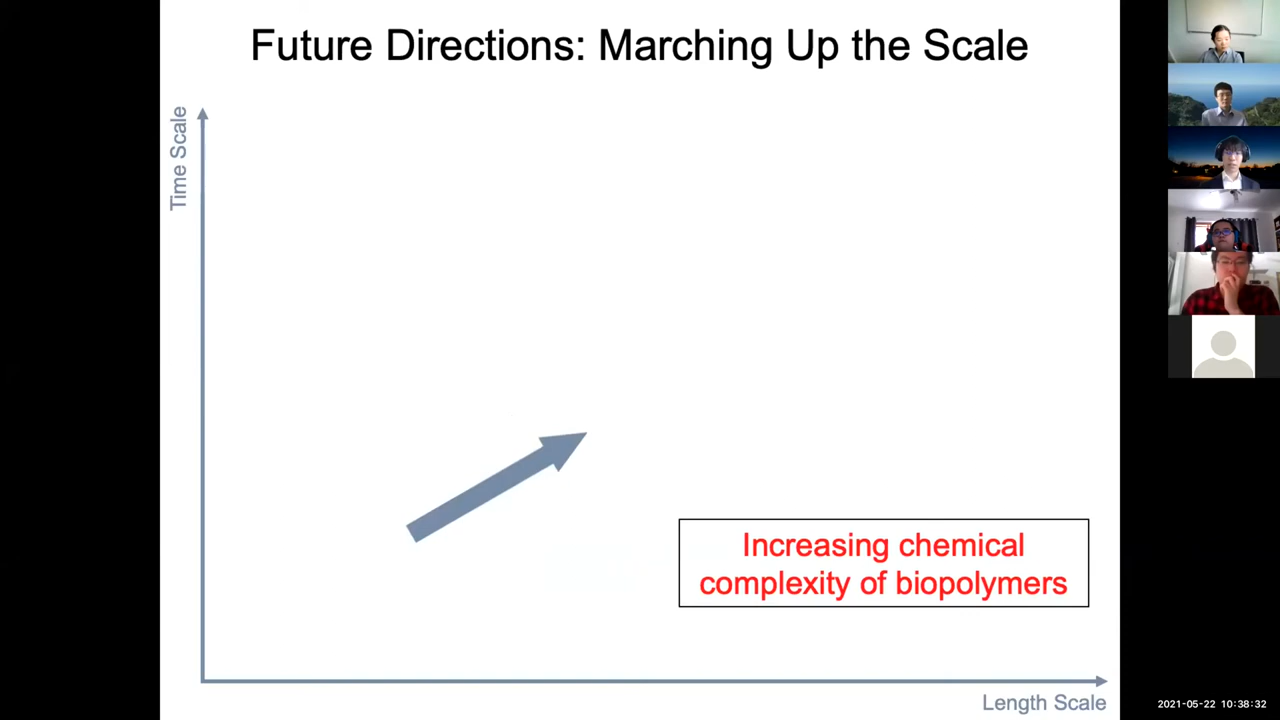 Future Directions: Marching Up the Scale
Time Scale
Increasing chemical
complexity of biopolymers
Length Scale
2021-05-22 10:38:32